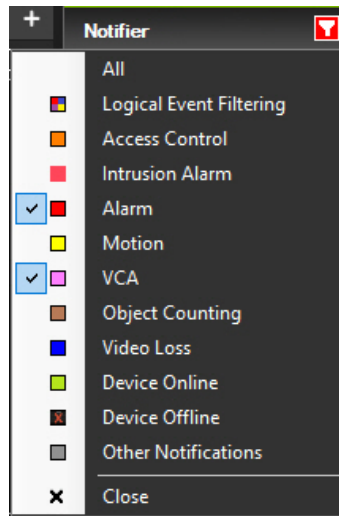 Notifier
All
Logical Event Filtering
Access Control
Intrusion Alarm
Alarm
Motion
VCA
Object Counting
Video Loss
Device Online
Device Offline
Other Notifications
Close